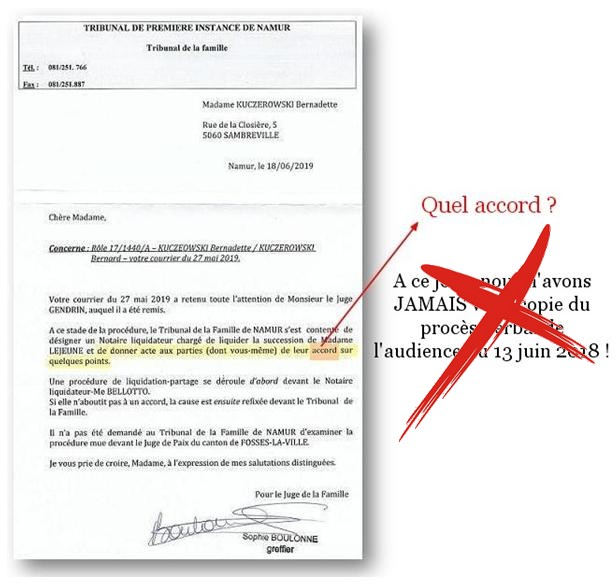 TRIBUNAL DE PREMIERE INSTANCE DE NAMUR
Tribunal de la famille
Tél. : 081/251. 766
Fax : 081/251.887
Madame KUCZEROWSKI Bernadette
Rue de la Closière, 5
5060 SAMBREVILLE
Namur, le 18/06/2019
Chère Madame,
Concerne : Rôle 17/1440/A – KUCZEOWSKI Bernadette / KUCZEROWSKI
Bernard – votre courrier du 27 mai 2019.
Votre courrier du 27 mai 2019 a retenu toute l'attention de Monsieur le Juge
GENDRIN, auquel il a été remis.
A ce stade de la procédure, le Tribunal de la Famille de NAMUR s'est contenté de
désigner un Notaire liquidateur chargé de liquider la succession de Madame
LEJEUNE et de donner acte aux parties (dont vous-même) de leur accord sur
quelques points.
Une procédure de liquidation-partage se déroule d'abord devant le Notaire
liquidateur-Me BELLOTTO.
Si elle n'aboutit pas à un accord, la cause est ensuite refixée devant le Tribunal de
la Famille.
Il n'a pas été demandé au Tribunal de la Famille de NAMUR d'examiner la
procédure mue devant le Juge de Paix du canton de FOSSES-LA-VILLE.
Je vous prie de croire, Madame, à l'expression de mes salutations distinguées.
Pour le Juge de la Famille
Sophie BOULONNE
greffier
Quel accord ?
A ce nous n'avons
JAMAIS copie du
procès
l'audience du 13 juin 2018 !